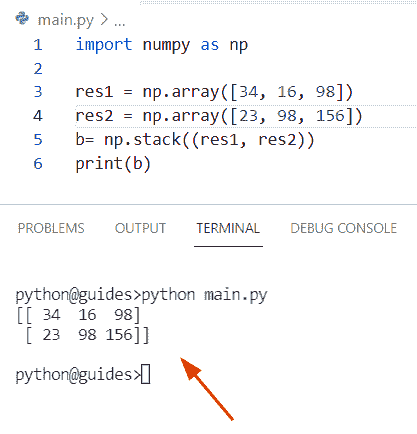 main.py > ...
1 import numpy as np
2
3 res1 = np.array([34, 16, 98])
4 res2 = np.array([23, 98, 156])
5 b= np.stack((res1, res2))
6 print(b)
PROBLEMS OUTPUT TERMINAL DEBUG CONSOLE
python@guides>python main.py
[[ 34  16  98]
 [ 23  98 156]]
python@guides>